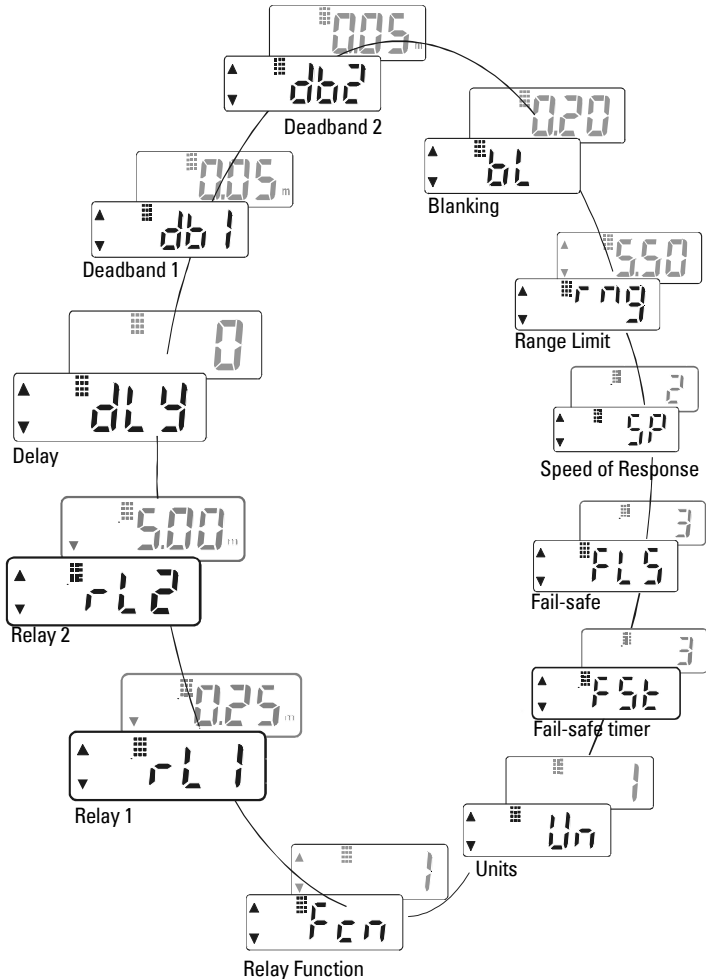 0.05 m
db2
Deadband 2
0.20
bL
Blanking
0.05 m
db1
Deadband 1
5.50
rng
Range Limit
0
dLY
Delay
2
SP
Speed of Response
5.00 m
rL2
Relay 2
3
FLS
Fail-safe
3
FSt
Fail-safe timer
0.25 m
rL1
Relay 1
1
Un
Units
1
Fcn
Relay Function